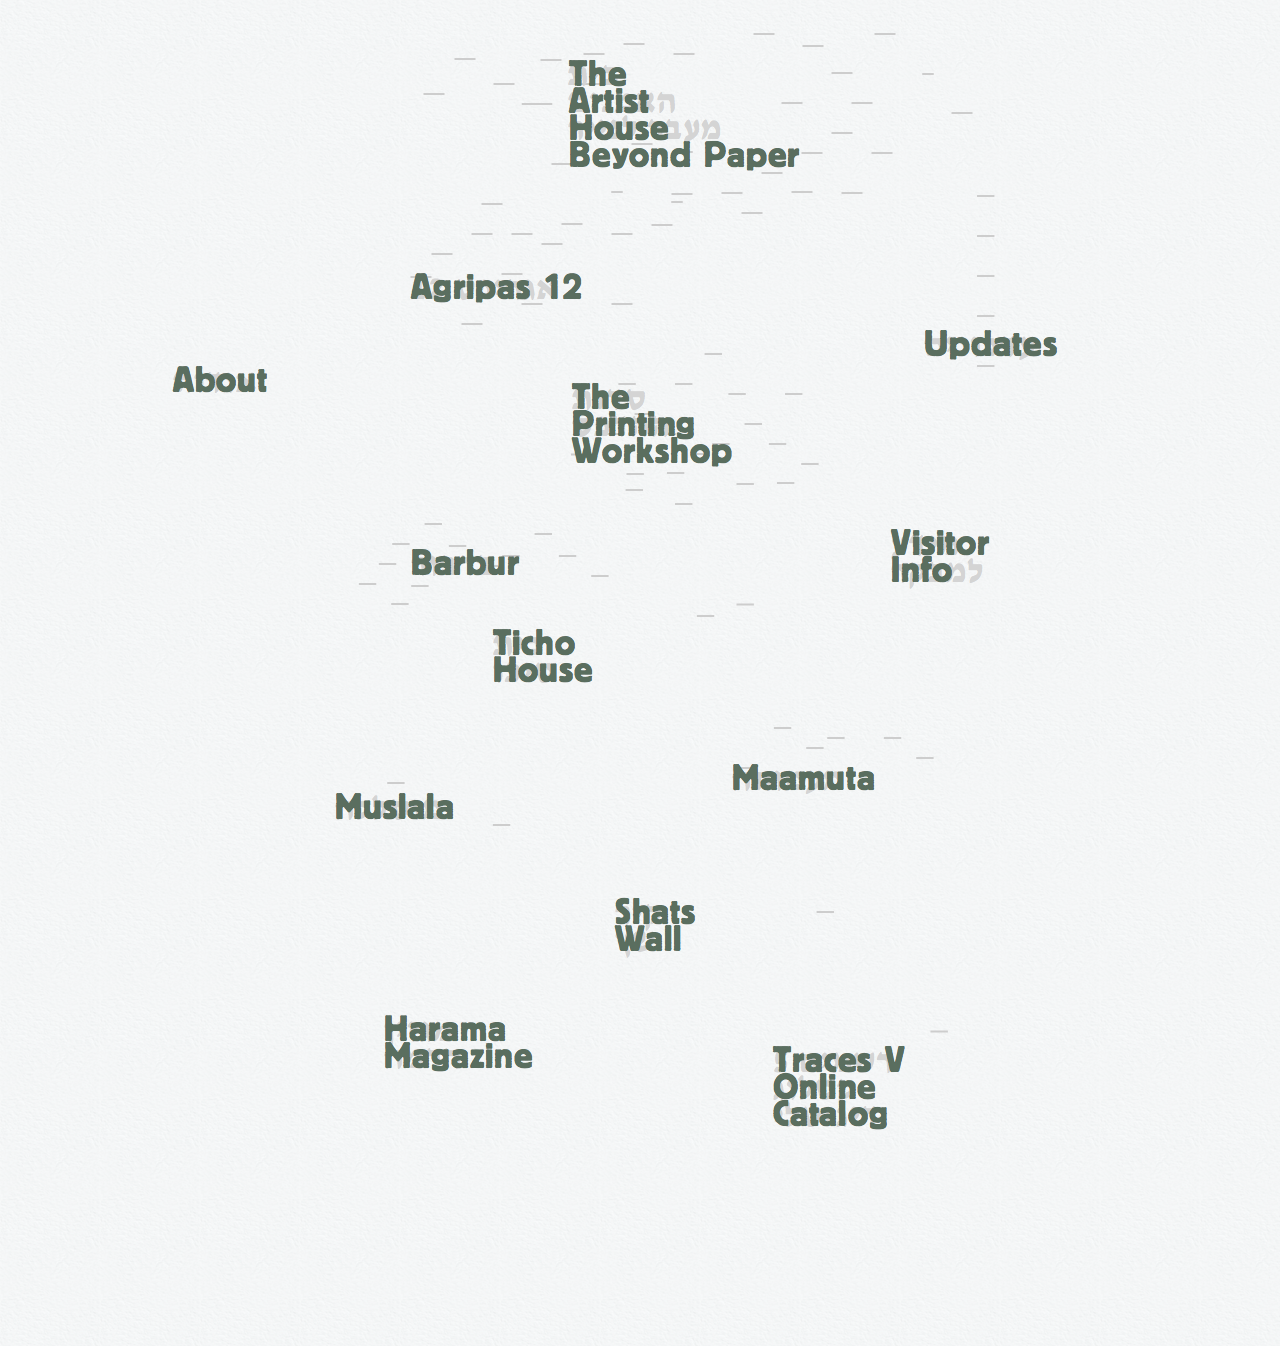 The
Artist
House
Beyond Paper
Agripas 12
Updates
About
The
Printing
Workshop
Visitor
Info
Barbur
Ticho
House
Maamuta
Muslala
Shats
Wall
Harama
Magazine
Traces V
Online
Catalog